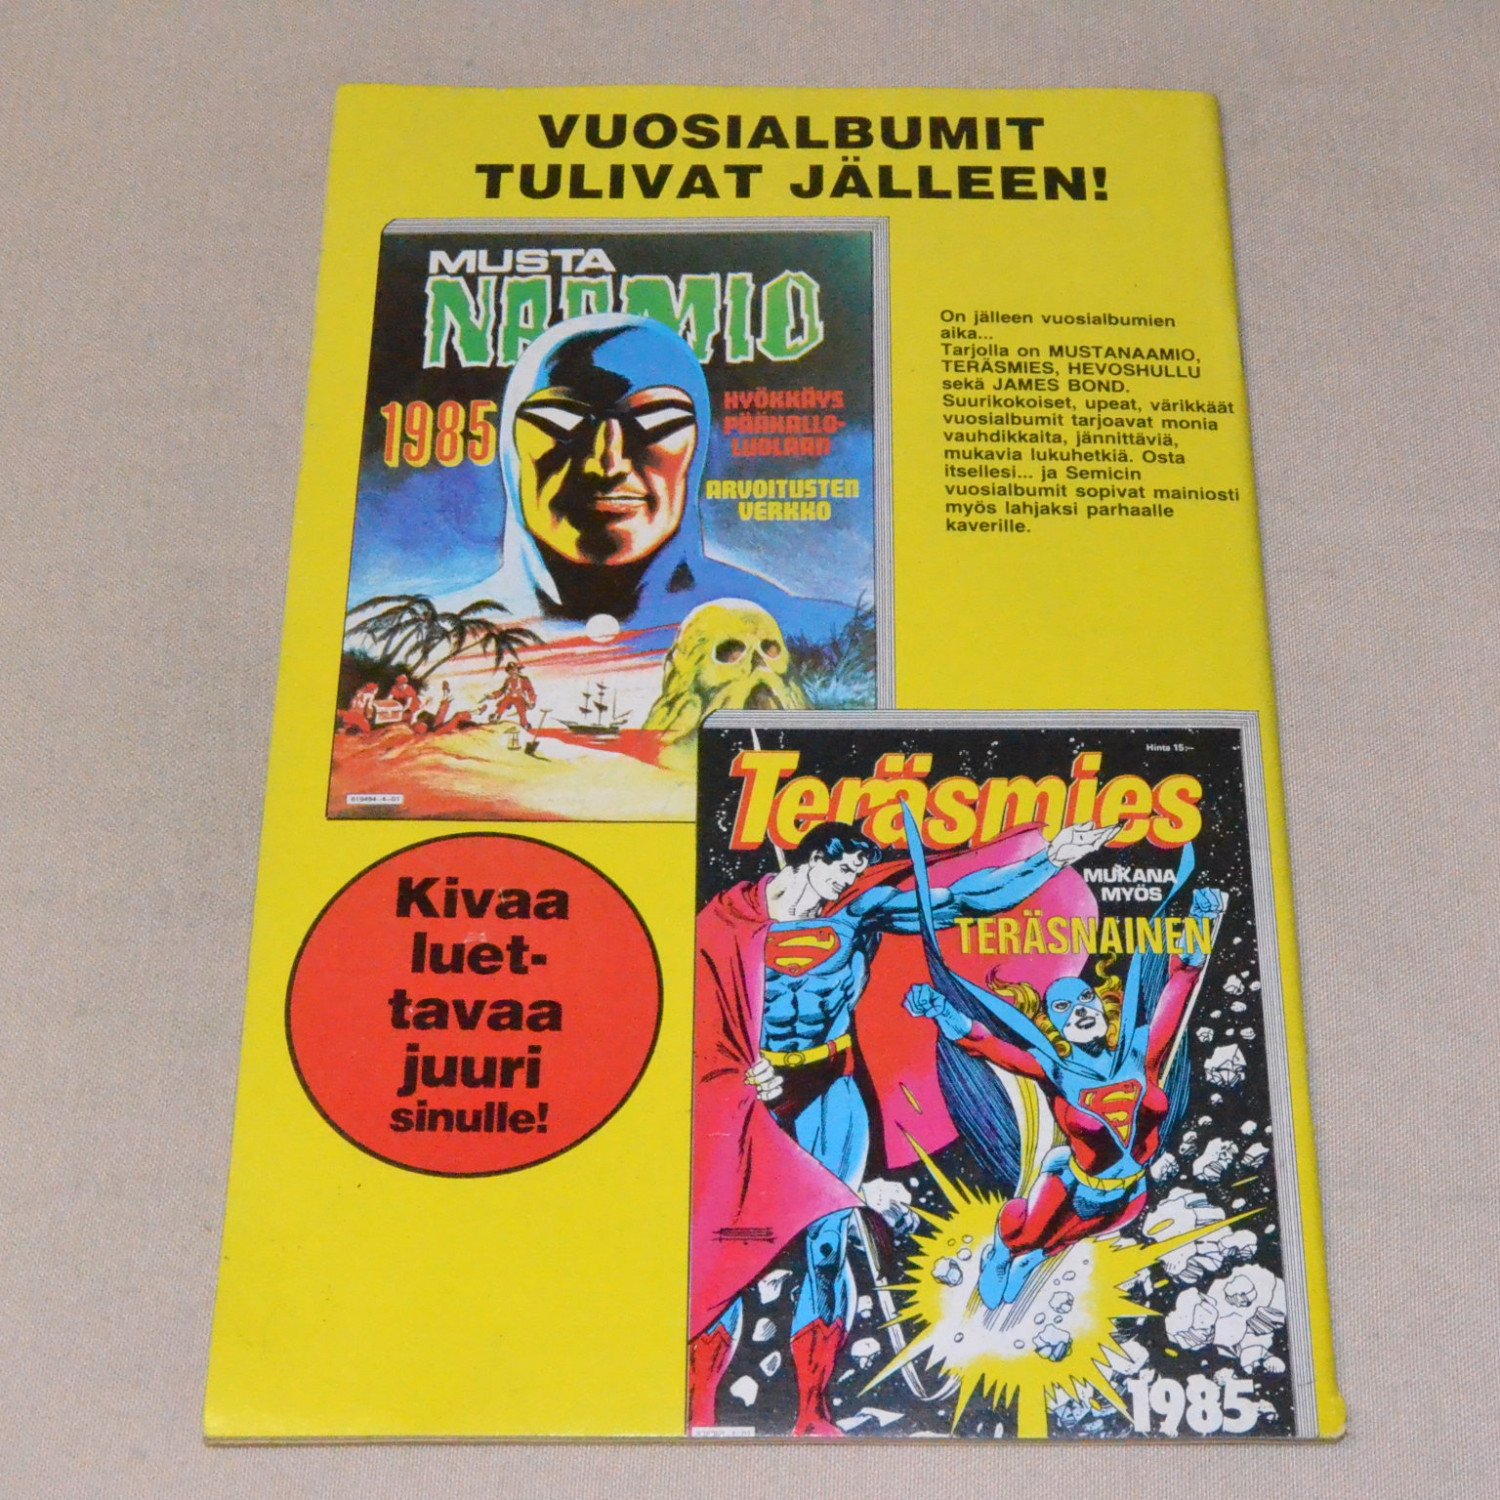 VUOSIALBUMIT
TULIVAT JÄLLEEN!
MUSTA
NAAMIO
1985
HYÖKKÄYS
PÄÄKALLO-
LUOLAAN
ARVOITUSTEN
VERKKO
On jälleen vuosialbumien
aika...
Tarjolla on MUSTANAAMIO,
TERÄSMIES, HEVOSHULLU
sekä JAMES BOND.
Suurikokoiset, upeat, värikkäät
vuosialbumit tarjoavat monia
vauhdikkaita, jännittäviä,
mukavia lukuhetkiä. Osta
itsellesi... ja Semicin
vuosialbumit sopivat mainiosti
myös lahjaksi parhaalle
kaverille.
Hinta 15:–
Teräsmies
MUKANA
MYÖS
TERÄSNAINEN
1985
Kivaa
luet-
tavaa
juuri
sinulle!